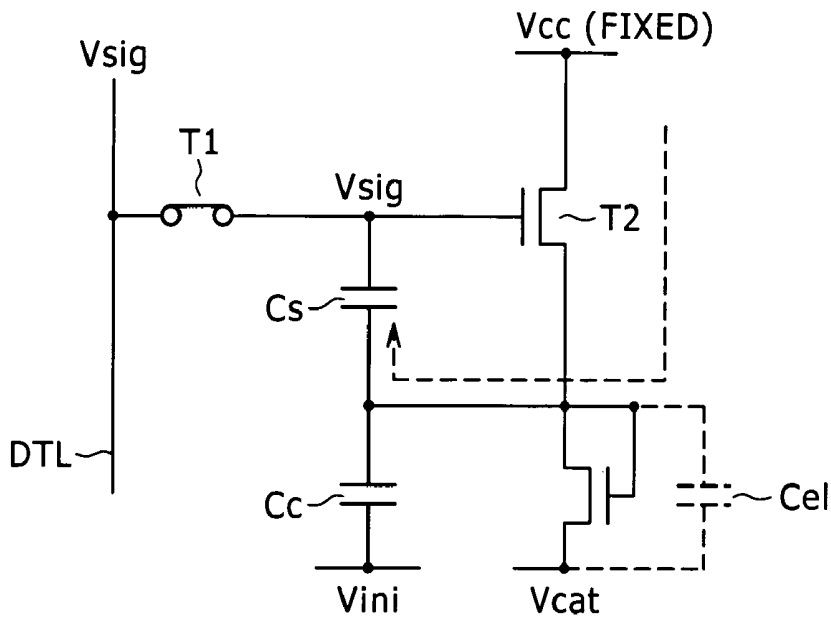 Vcc (FIXED)
Vsig
T1
Vsig
T2
Cs
DTL
Cc
Cel
Vini
Vcat